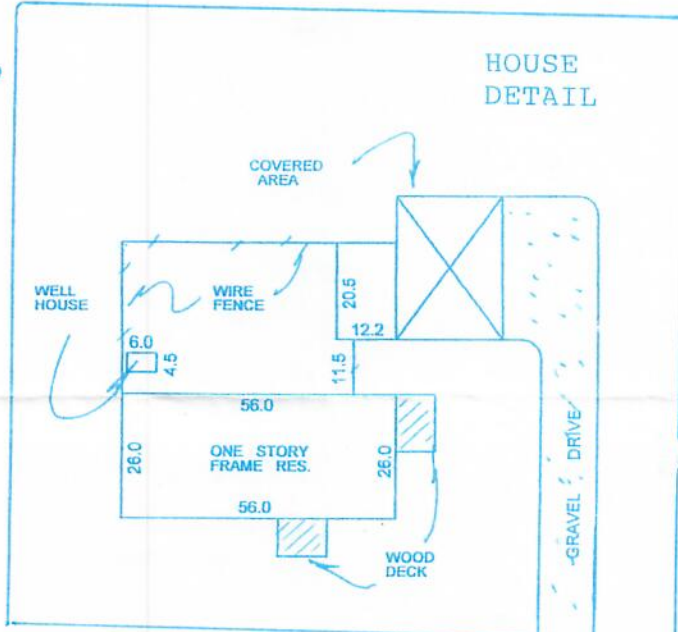 HOUSE
DETAIL
COVERED
AREA
WELL
HOUSE
WIRE
FENCE
20.5
12.2
6.0
4.5
11.5
56.0
26.0
ONE STORY
FRAME RES.
26.0
56.0
WOOD
DECK
GRAVEL DRIVE